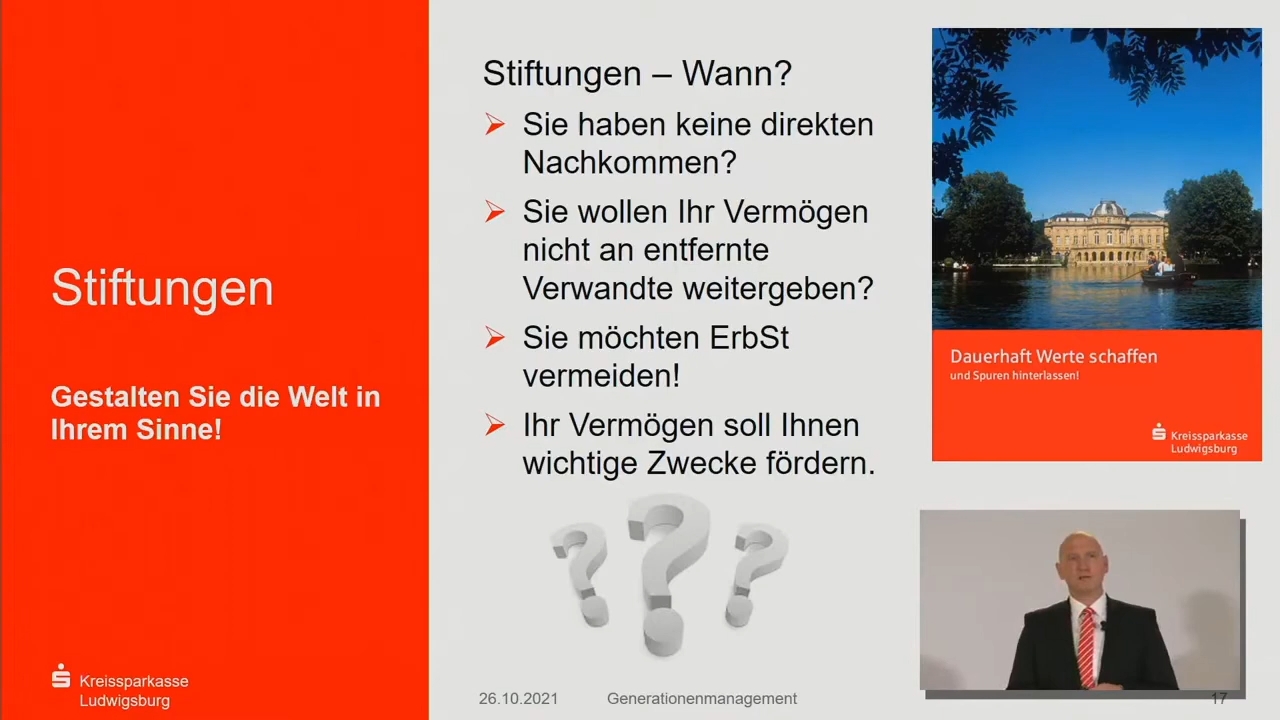 Stiftungen
Gestalten Sie die Welt in
Ihrem Sinne!
Kreissparkasse
Ludwigsburg
Stiftungen – Wann?
Sie haben keine direkten
Nachkommen?
Sie wollen Ihr Vermögen
nicht an entfernte
Verwandte weitergeben?
Sie möchten ErbSt
vermeiden!
Ihr Vermögen soll Ihnen
wichtige Zwecke fördern.
???
26.10.2021 Generationenmanagement 17
Dauerhaft Werte schaffen
und Spuren hinterlassen!
Kreissparkasse
Ludwigsburg